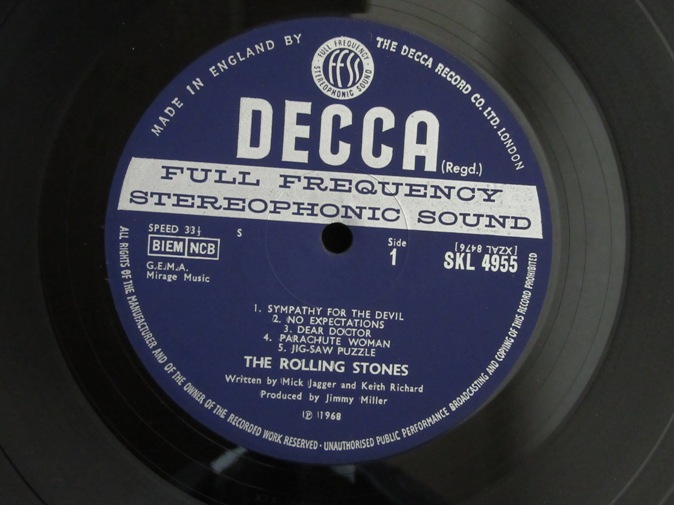 MADE IN ENGLAND BY
FULL FREQUENCY
FFSS
STEREOPHONIC SOUND
THE DECCA RECORD CO. LTD. LONDON
DECCA
(Regd.)
FULL FREQUENCY
STEREOPHONIC SOUND
SPEED 33⅓
S
BIEM NCB
G.E.M.A.
Mirage Music
Side
1
(XZAL 8476)
SKL 4955
1. SYMPATHY FOR THE DEVIL
2. NO EXPECTATIONS
3. DEAR DOCTOR
4. PARACHUTE WOMAN
5. JIG-SAW PUZZLE
THE ROLLING STONES
Written by Mick Jagger and Keith Richard
Produced by Jimmy Miller
℗ 1968
ALL RIGHTS OF THE MANUFACTURER AND OF THE OWNER OF THE RECORDED WORK RESERVED · UNAUTHORISED PUBLIC PERFORMANCE BROADCASTING AND COPYING OF THIS RECORD PROHIBITED